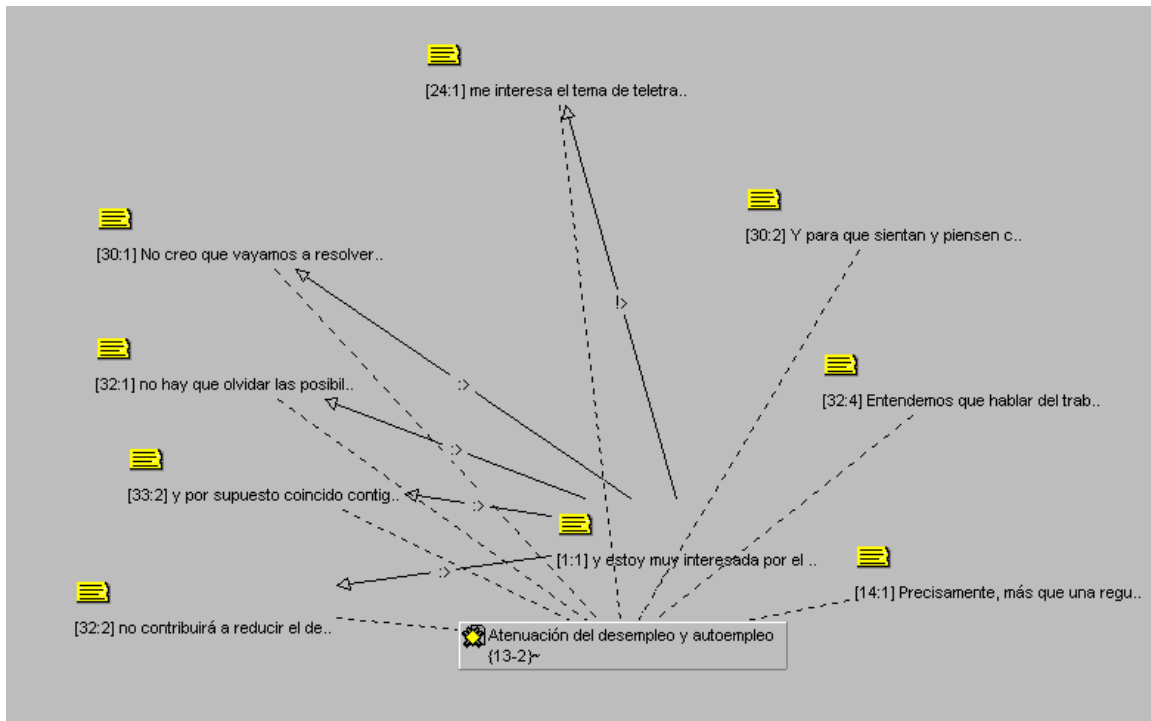 [24:1] me interesa el tema de teletra..
[30:2] Y para que sientan y piensen c..
[30:1] No creo que vayamos a resolver..
!>
:>
[32:1] no hay que olvidar las posibil..
[32:4] Entendemos que hablar del trab..
:>
[33:2] y por supuesto coincido contig..
:>
[1:1] y estoy muy interesada por el ..
:>
[14:1] Precisamente, más que una regu..
[32:2] no contribuirá a reducir el de..
Atenuación del desempleo y autoempleo
{13-2}~